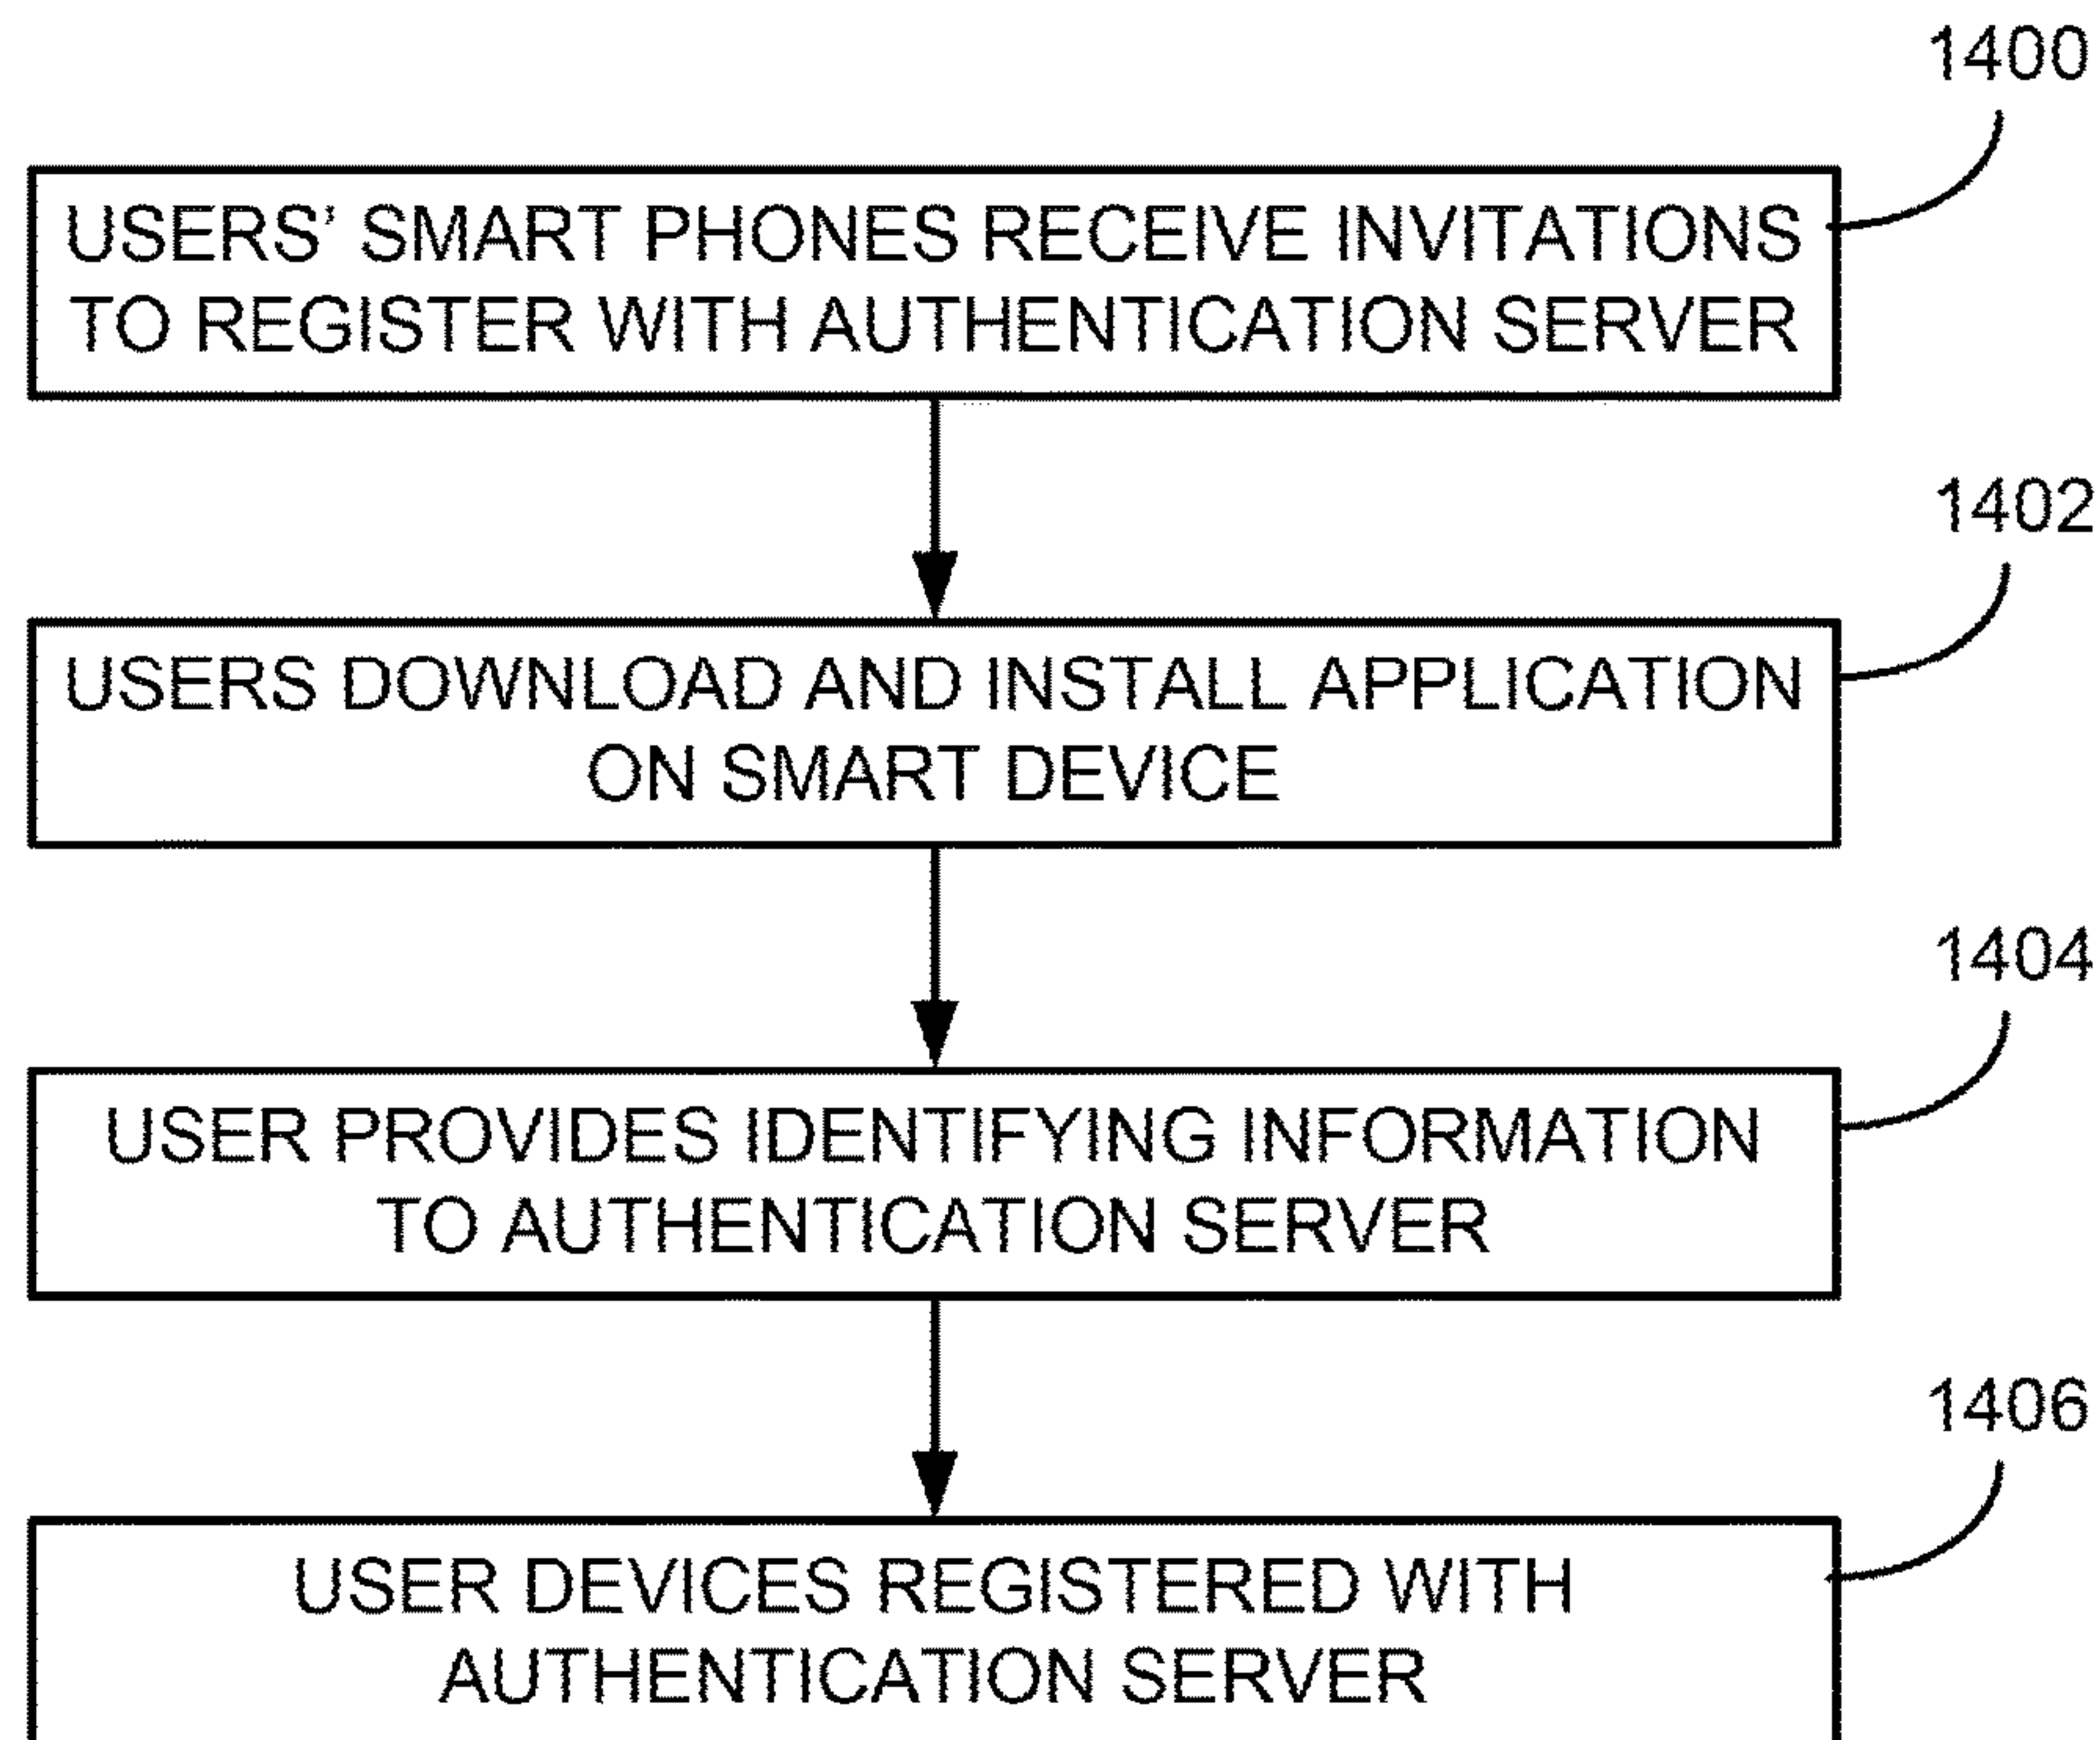 1400
USERS' SMART PHONES RECEIVE INVITATIONS
TO REGISTER WITH AUTHENTICATION SERVER
1402
USERS DOWNLOAD AND INSTALL APPLICATION
ON SMART DEVICE
1404
USER PROVIDES IDENTIFYING INFORMATION
TO AUTHENTICATION SERVER
1406
USER DEVICES REGISTERED WITH
AUTHENTICATION SERVER